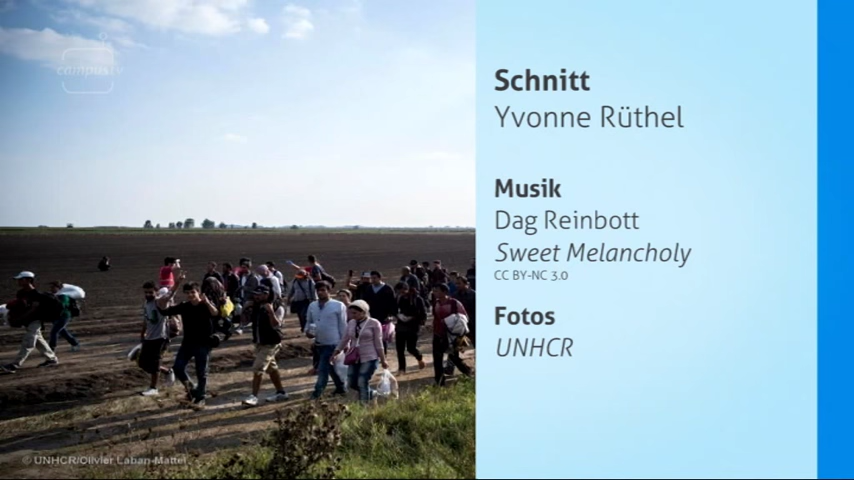 campustv
Schnitt
Yvonne Rüthel
Musik
Dag Reinbott
Sweet Melancholy
CC BY-NC 3.0
Fotos
UNHCR
© UNHCR/Olivier Laban-Mattei